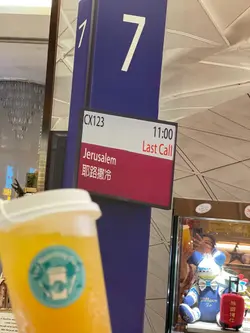 7
7
CX123
11:00
Last Call
Jerusalem
耶路撒冷